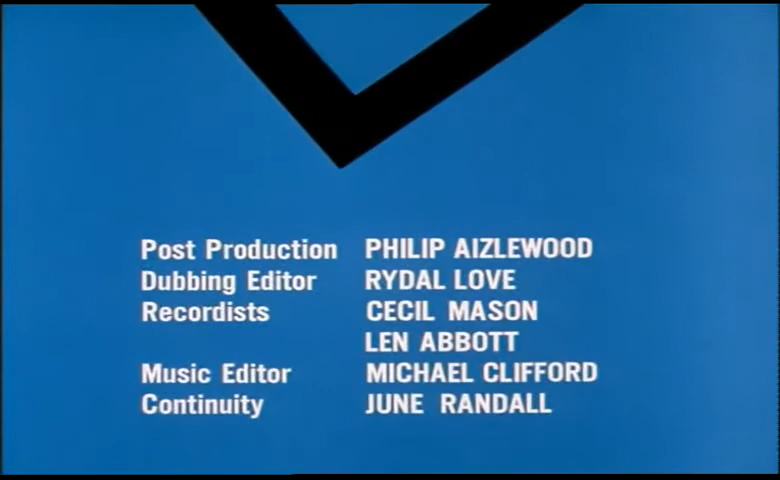 Post Production PHILIP AIZLEWOOD
Dubbing Editor RYDAL LOVE
Recordists CECIL MASON
LEN ABBOTT
Music Editor MICHAEL CLIFFORD
Continuity JUNE RANDALL